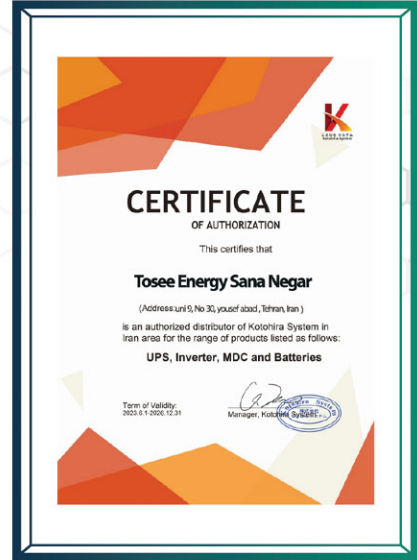 K
CERTIFICATE
OF AUTHORIZATION
This certifies that
Tosee Energy Sana Negar
(Address:uni 9, No 30, yousef abad , Tehran, Iran )
is an authorized distributor of Kotohira System in
Iran area for the range of products listed as follows:
UPS, Inverter, MDC and Batteries
Term of Validity:
2023.8.1-2026.12.31
Manager, Kotohira System